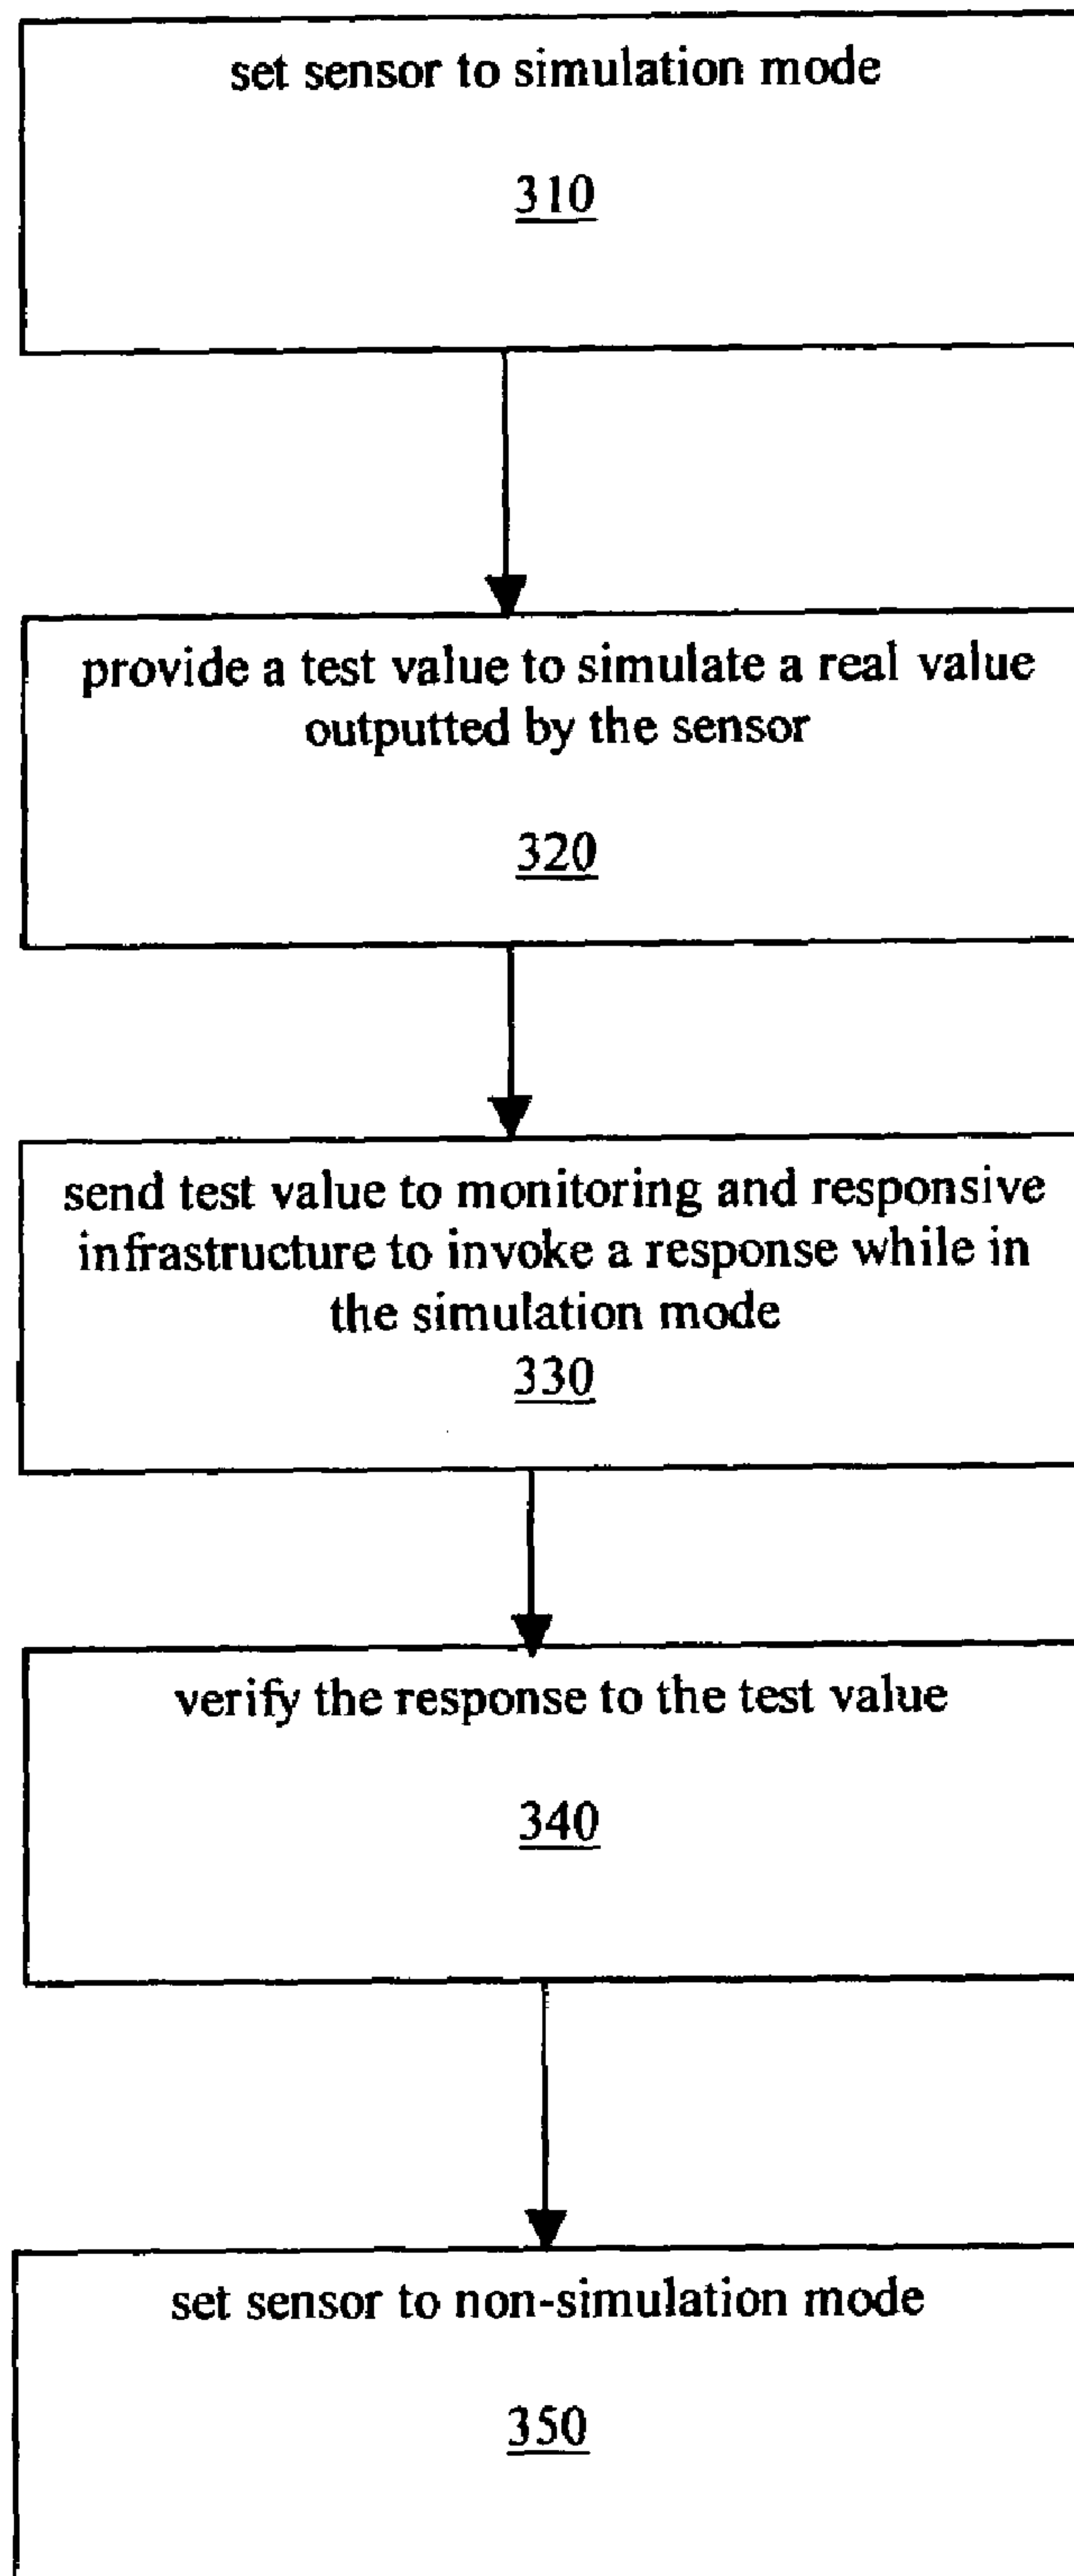 set sensor to simulation mode
310
provide a test value to simulate a real value
outputted by the sensor
320
send test value to monitoring and responsive
infrastructure to invoke a response while in
the simulation mode
330
verify the response to the test value
340
set sensor to non-simulation mode
350